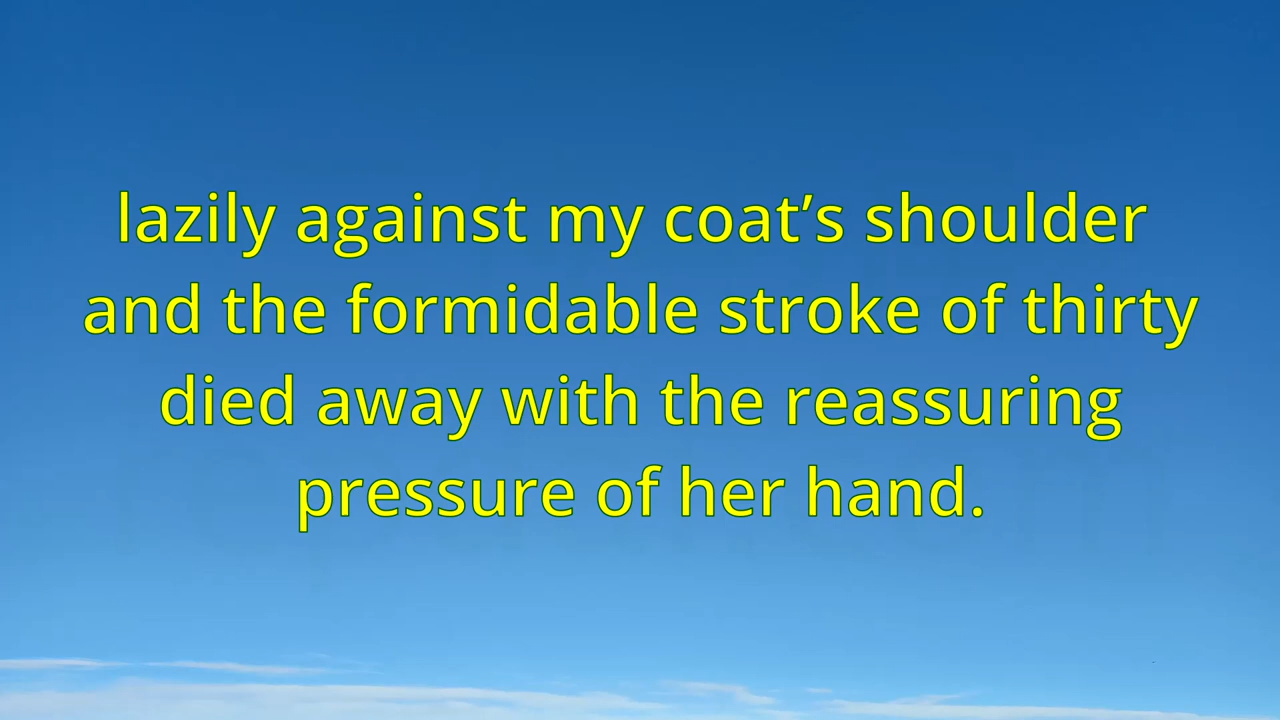 lazily against my coat’s shoulder
and the formidable stroke of thirty
died away with the reassuring
pressure of her hand.